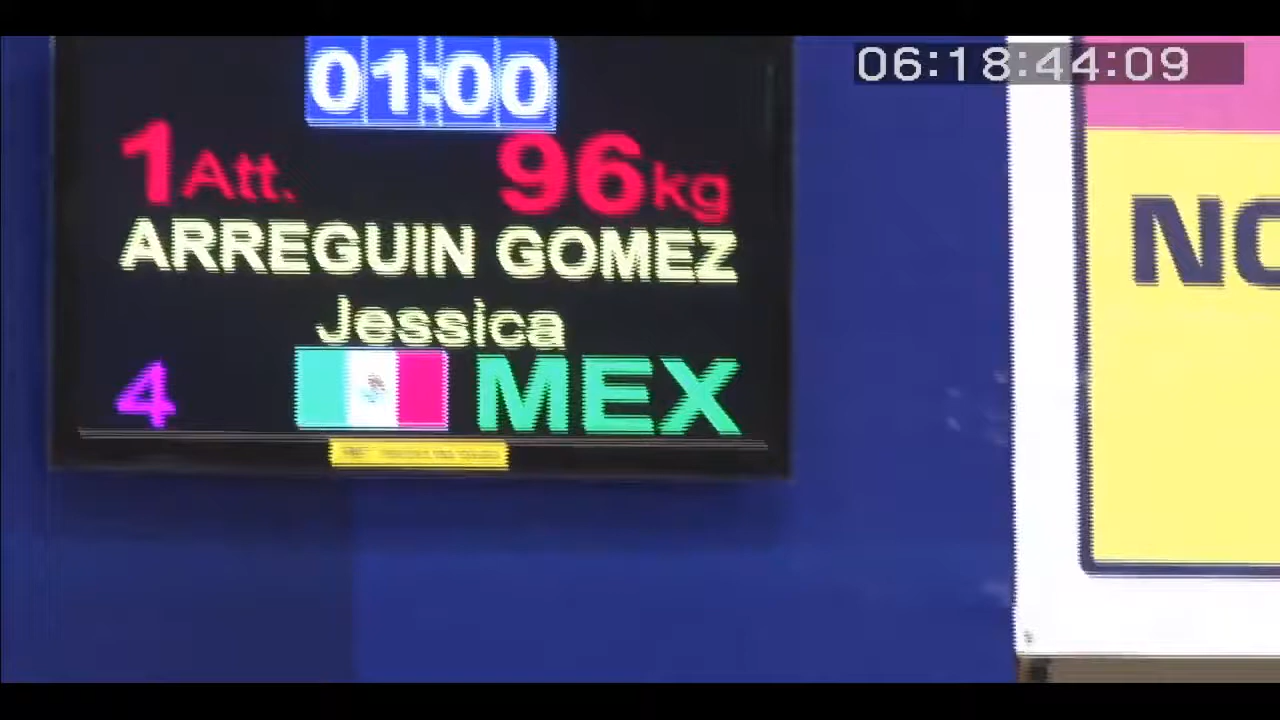 01:00
06:18:44:09
1 Att. 96 kg
ARREGUIN GOMEZ
Jessica
4 MEX
NO